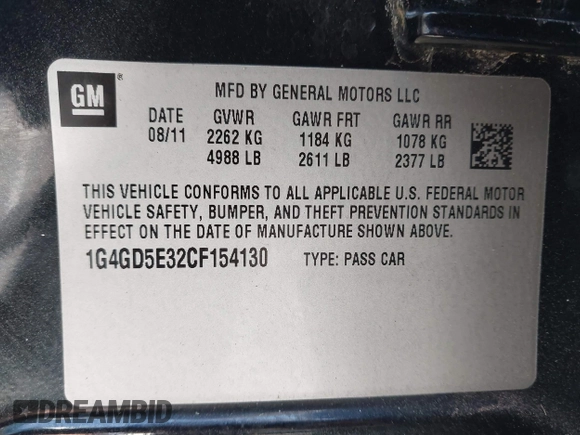 GM ®
MFD BY GENERAL MOTORS LLC
DATE GVWR GAWR FRT GAWR RR
08/11 2262 KG 1184 KG 1078 KG
4988 LB 2611 LB 2377 LB
THIS VEHICLE CONFORMS TO ALL APPLICABLE U.S. FEDERAL MOTOR
VEHICLE SAFETY, BUMPER, AND THEFT PREVENTION STANDARDS IN
EFFECT ON THE DATE OF MANUFACTURE SHOWN ABOVE.
1G4GD5E32CF154130 TYPE: PASS CAR
DREAMBID